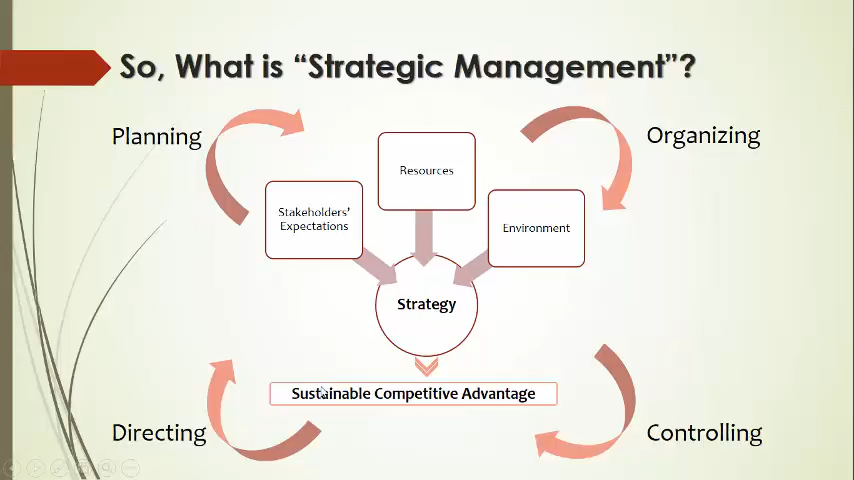 So, What is “Strategic Management”?
Planning
Organizing
Resources
Stakeholders’
Expectations
Environment
Strategy
Sustainable Competitive Advantage
Directing
Controlling